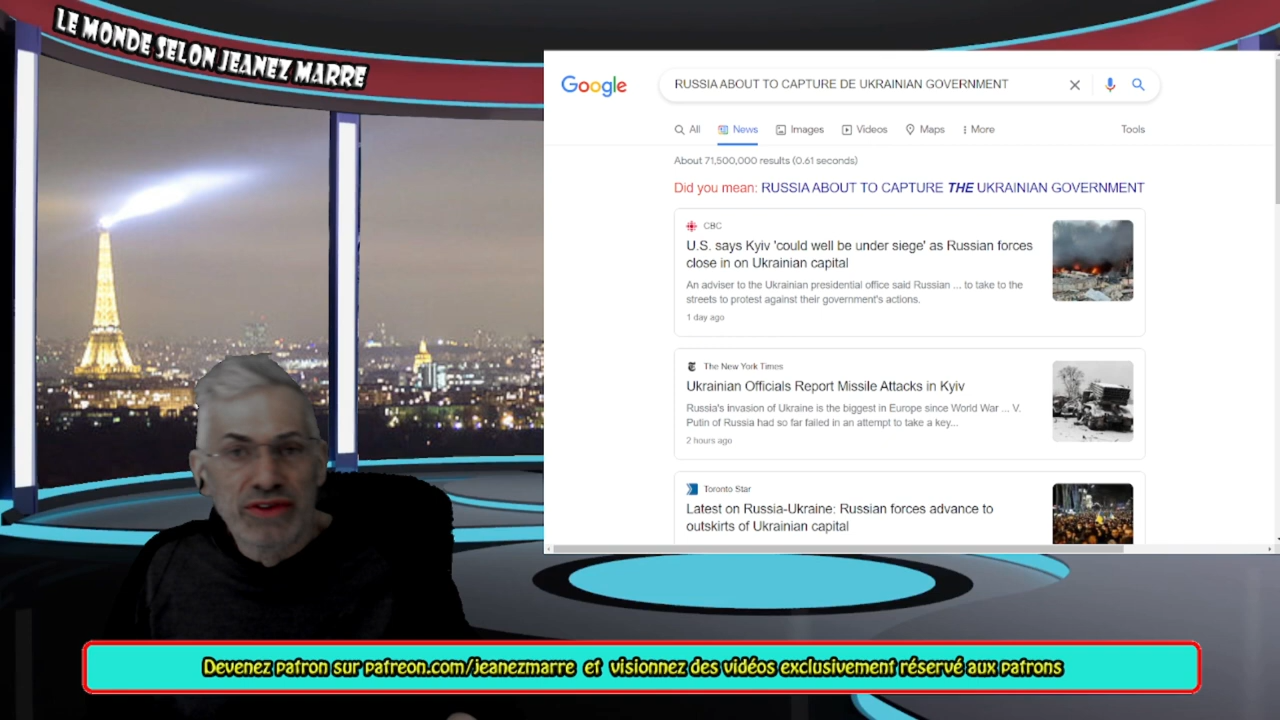 LE MONDE SELON JEANEZ MARRE
Google
RUSSIA ABOUT TO CAPTURE DE UKRAINIAN GOVERNMENT
All News Images Videos Maps More Tools
About 71,500,000 results (0.61 seconds)
Did you mean: RUSSIA ABOUT TO CAPTURE THE UKRAINIAN GOVERNMENT
CBC
U.S. says Kyiv 'could well be under siege' as Russian forces
close in on Ukrainian capital
An adviser to the Ukrainian presidential office said Russian ... to take to the
streets to protest against their government's actions.
1 day ago
The New York Times
Ukrainian Officials Report Missile Attacks in Kyiv
Russia's invasion of Ukraine is the biggest in Europe since World War ... V.
Putin of Russia had so far failed in an attempt to take a key...
2 hours ago
Toronto Star
Latest on Russia-Ukraine: Russian forces advance to
outskirts of Ukrainian capital
Devenez patron sur patreon.com/jeanezmarre et visionnez des vidéos exclusivement réservé aux patrons